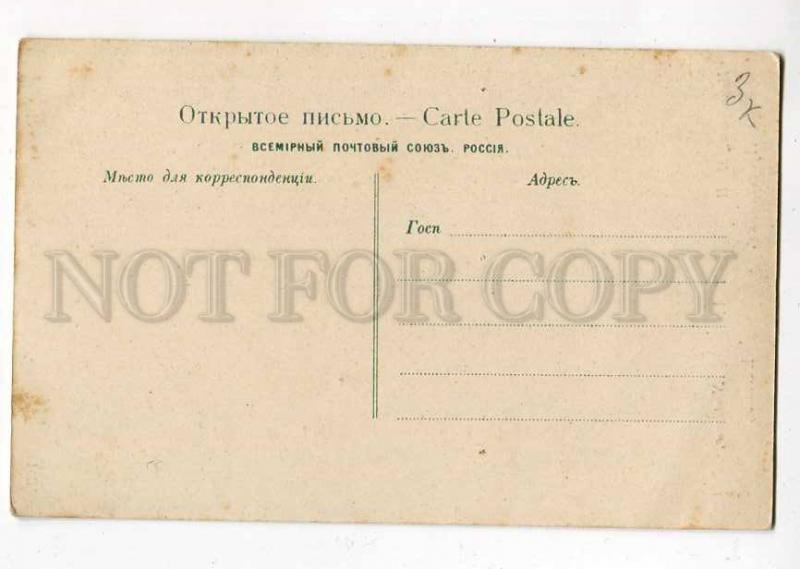 3к
Открытое письмо. — Carte Postale.
ВСЕМІРНЫЙ ПОЧТОВЫЙ СОЮЗЪ. РОССІЯ.
Мѣсто для корреспонденціи.
Адресъ.
Госп
NOT FOR COPY